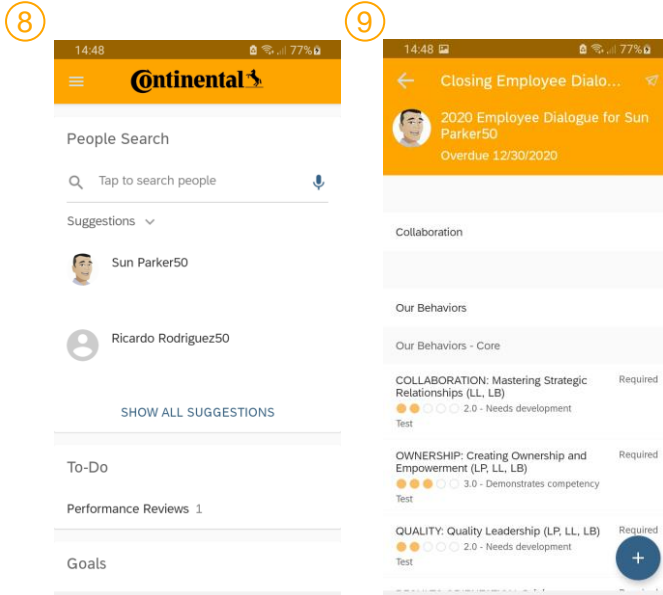 8
14:48 77%
Continental
People Search
Tap to search people
Suggestions
Sun Parker50
Ricardo Rodriguez50
SHOW ALL SUGGESTIONS
To-Do
Performance Reviews 1
Goals
9
14:48 77%
Closing Employee Dialo...
2020 Employee Dialogue for Sun
Parker50
Overdue 12/30/2020
Collaboration
Our Behaviors
Our Behaviors - Core
COLLABORATION: Mastering Strategic Required
Relationships (LL, LB)
2.0 - Needs development
Test
OWNERSHIP: Creating Ownership and Required
Empowerment (LP, LL, LB)
3.0 - Demonstrates competency
Test
QUALITY: Quality Leadership (LP, LL, LB) Required
2.0 - Needs development
Test